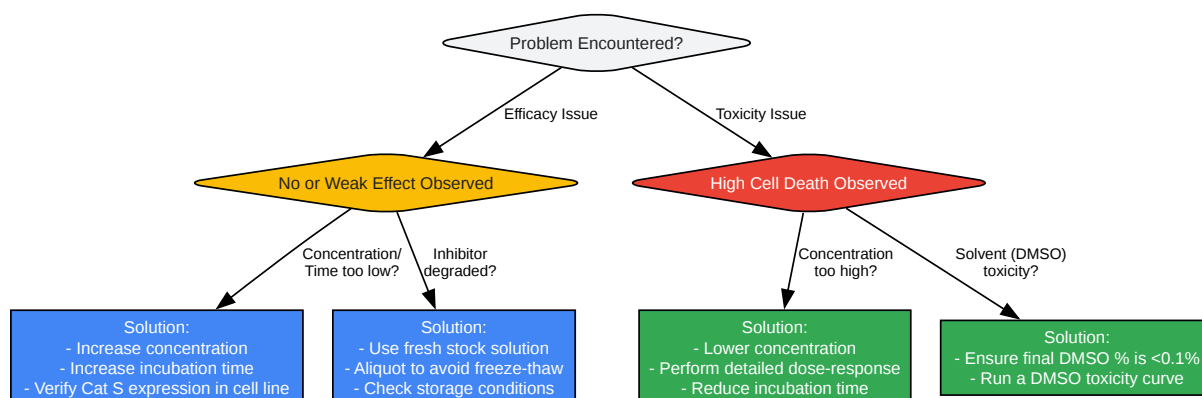 Problem Encountered?
Efficacy Issue
Toxicity Issue
No or Weak Effect Observed
High Cell Death Observed
Concentration/
Time too low?
Inhibitor
degraded?
Concentration
too high?
Solvent (DMSO)
toxicity?
Solution:
- Increase concentration
- Increase incubation time
- Verify Cat S expression in cell line
Solution:
- Use fresh stock solution
- Aliquot to avoid freeze-thaw
- Check storage conditions
Solution:
- Lower concentration
- Perform detailed dose-response
- Reduce incubation time
Solution:
- Ensure final DMSO % is <0.1%
- Run a DMSO toxicity curve